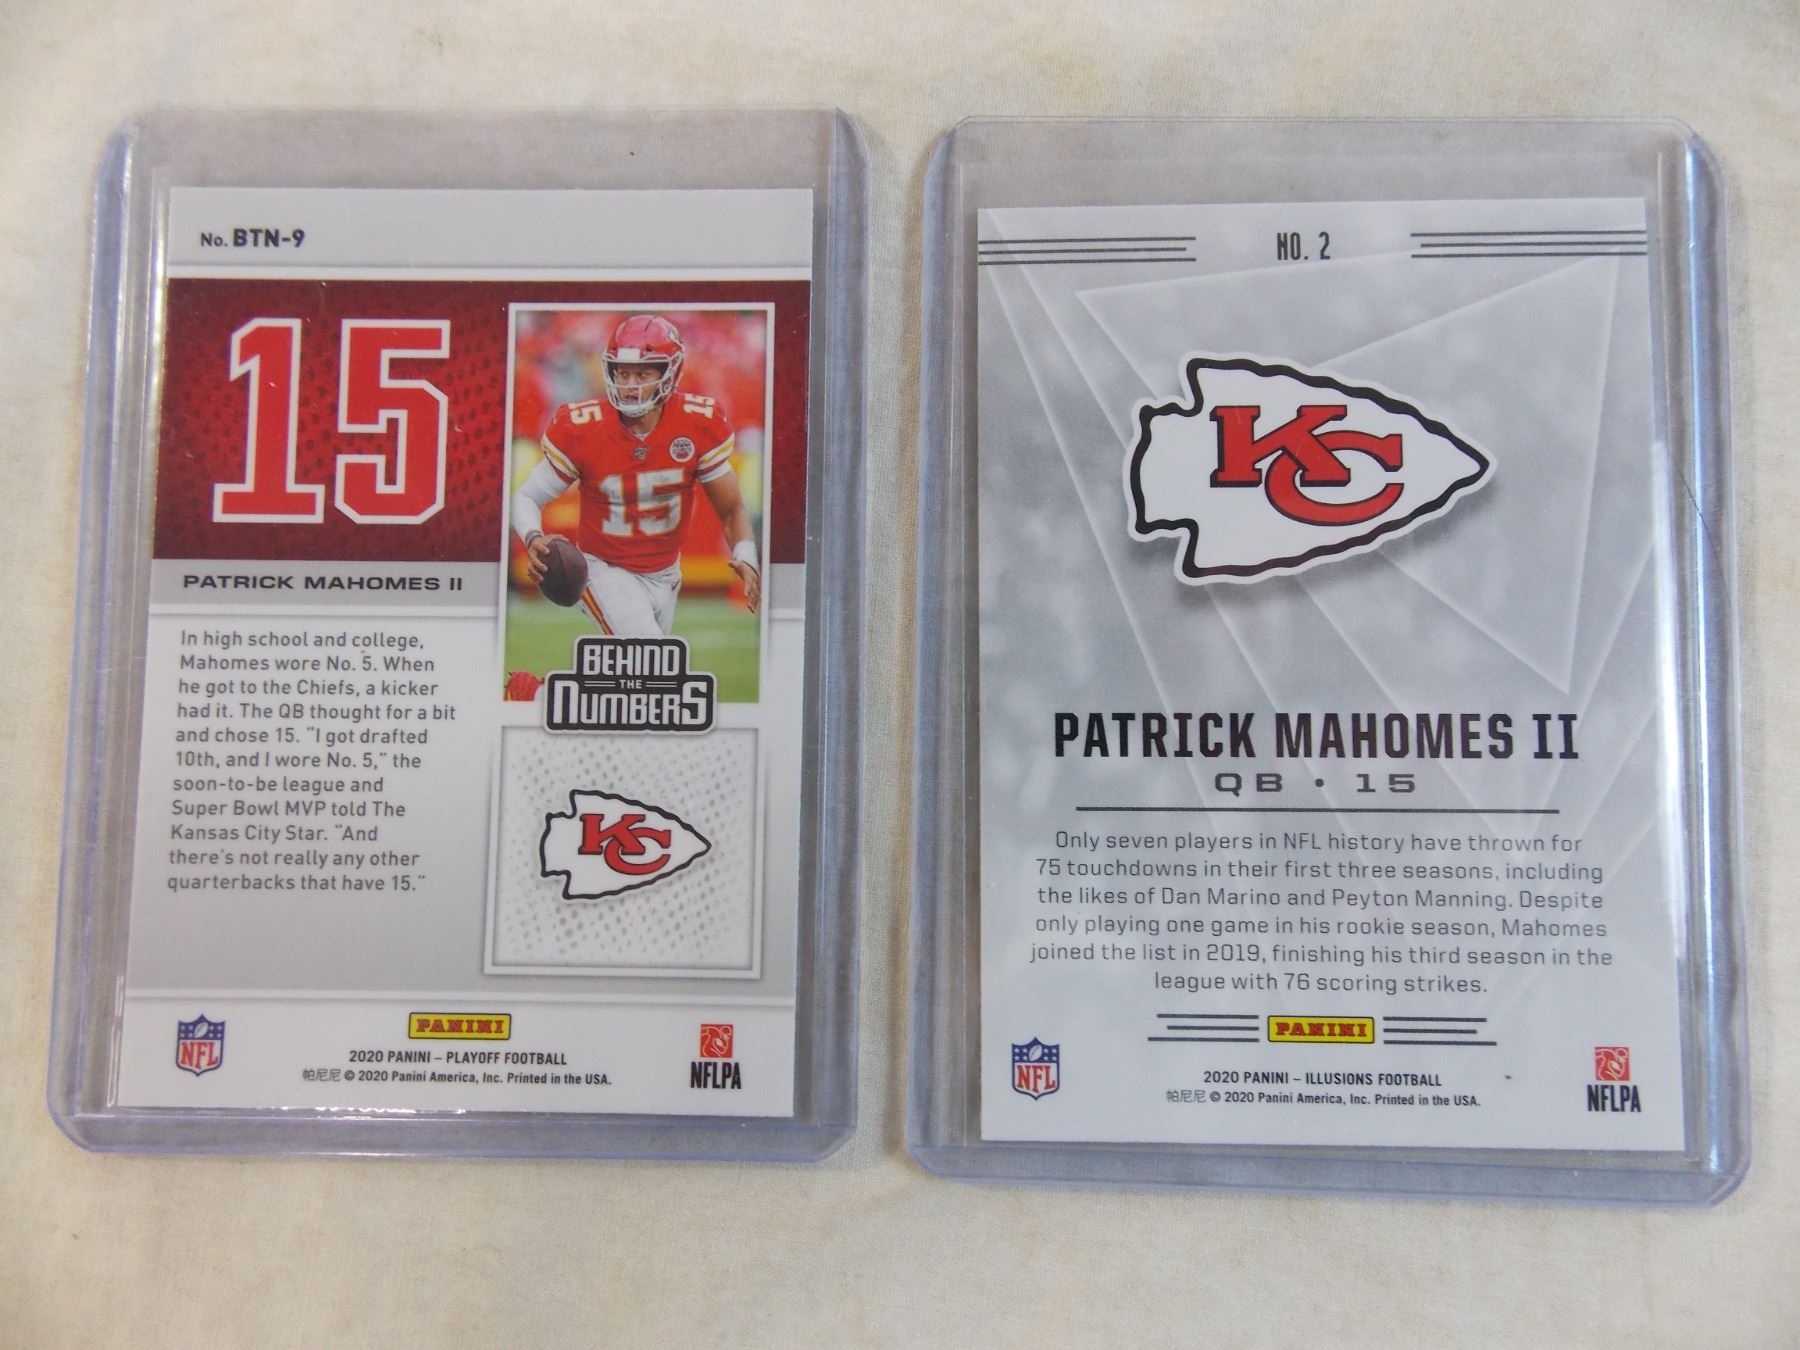 No. BTN-9
15
PATRICK MAHOMES II
In high school and college,
Mahomes wore No. 5. When
he got to the Chiefs, a kicker
had it. The QB thought for a bit
and chose 15. "I got drafted
10th, and I wore No. 5," the
soon-to-be league and
Super Bowl MVP told The
Kansas City Star. "And
there's not really any other
quarterbacks that have 15."
15
15
15
BEHIND
THE
NUMBERS
KC
NFL
PANINI
2020 PANINI – PLAYOFF FOOTBALL
帕尼尼 © 2020 Panini America, Inc. Printed in the USA.
NFLPA
NO. 2
KC
PATRICK MAHOMES II
QB • 15
Only seven players in NFL history have thrown for
75 touchdowns in their first three seasons, including
the likes of Dan Marino and Peyton Manning. Despite
only playing one game in his rookie season, Mahomes
joined the list in 2019, finishing his third season in the
league with 76 scoring strikes.
PANINI
NFL
2020 PANINI – ILLUSIONS FOOTBALL
帕尼尼 © 2020 Panini America, Inc. Printed in the USA.
NFLPA